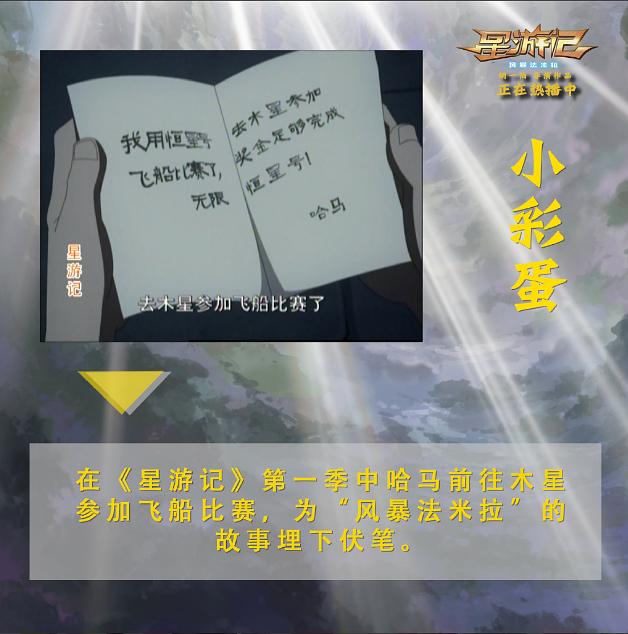 星游记
风暴法米拉
胡一泊 导演作品
正在热播中
小彩蛋
我用恒星号
飞船比赛了,
无限
去木星参加
奖金足够完成
恒星号!
哈马
星游记
去木星参加飞船比赛了
在《星游记》第一季中哈马前往木星
参加飞船比赛，为“风暴法米拉”的
故事埋下伏笔。